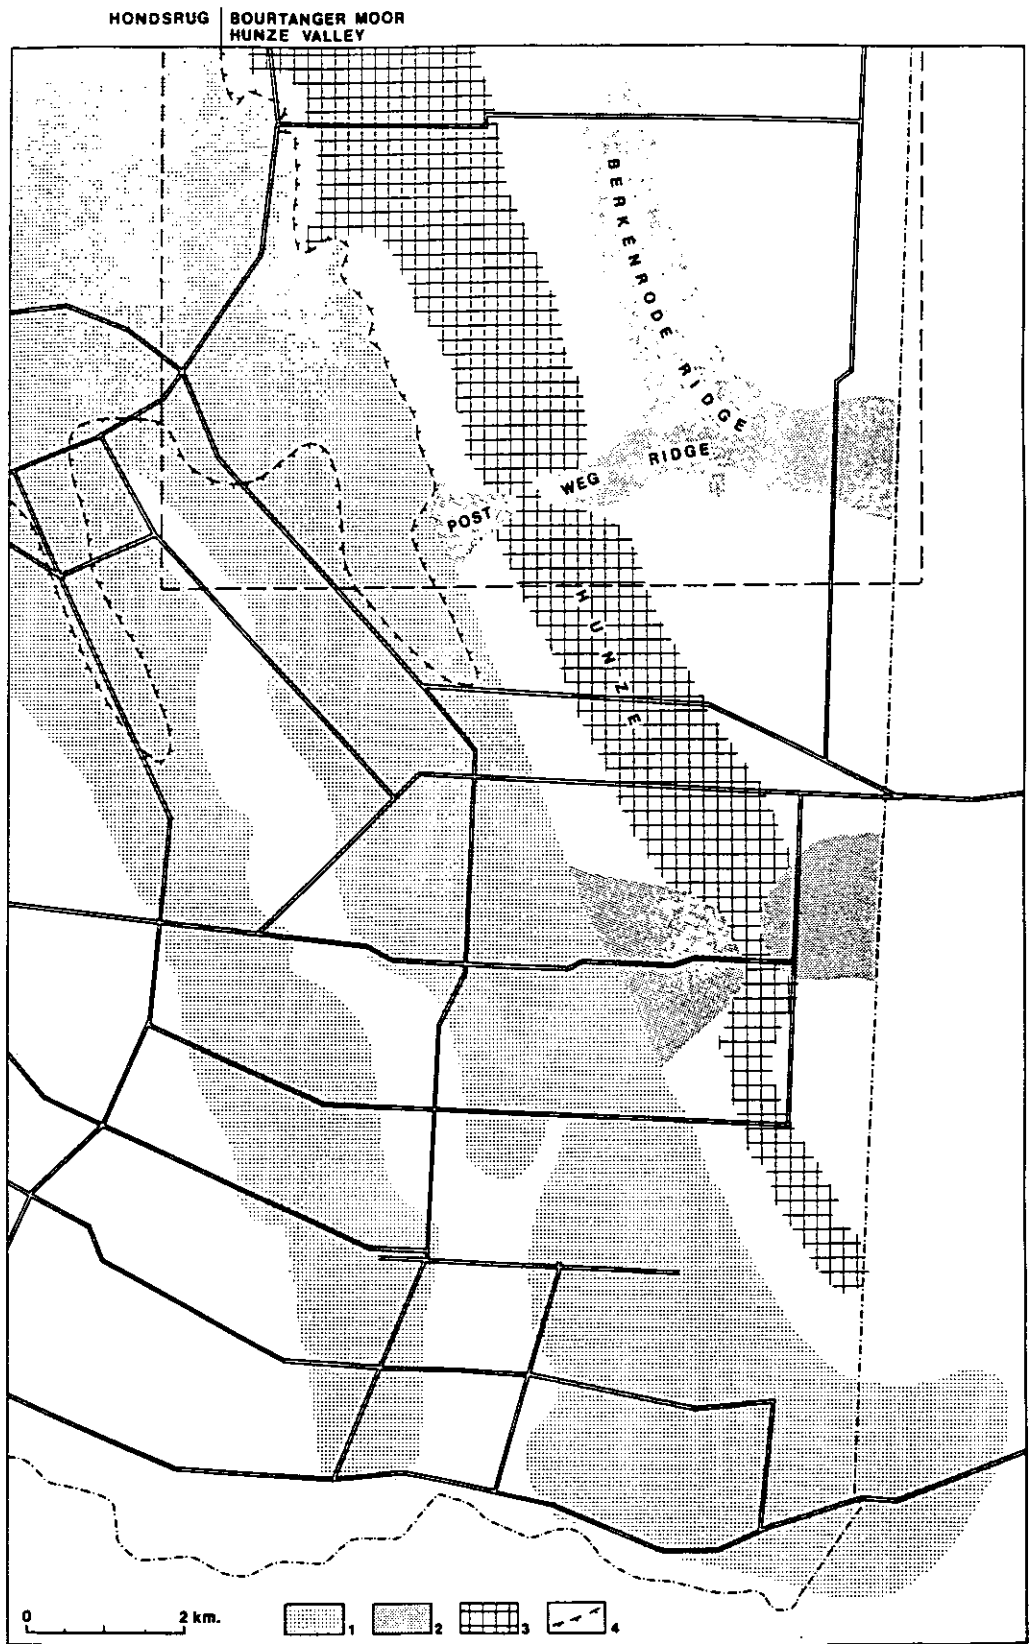 HONDSRUG
BOURTANGER MOOR
HUNZE VALLEY
BERKENRODE RIDGE
POST WEG RIDGE
HUNZE
0 2 km.
1 2 3 4